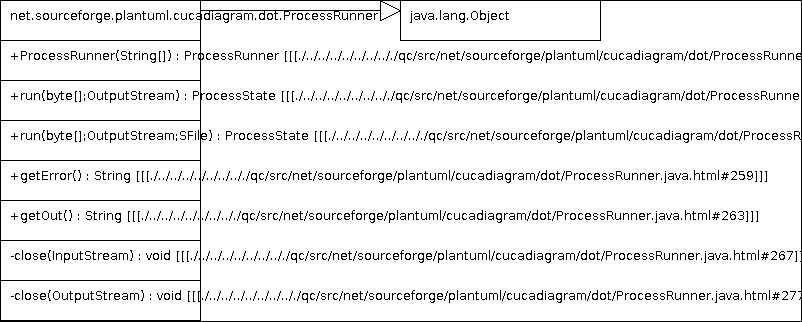 net.sourceforge.plantuml.cucadiagram.dot.ProcessRunner
java.lang.Object
+ProcessRunner(String[]) : ProcessRunner [[[./../../../../../../../../qc/src/net/sourceforge/plantuml/cucadiagram/dot/ProcessRunne
+run(byte[];OutputStream) : ProcessState [[[./../../../../../../../../qc/src/net/sourceforge/plantuml/cucadiagram/dot/ProcessRunne
+run(byte[];OutputStream;SFile) : ProcessState [[[./../../../../../../../../qc/src/net/sourceforge/plantuml/cucadiagram/dot/ProcessR
+getError() : String [[[./../../../../../../../../qc/src/net/sourceforge/plantuml/cucadiagram/dot/ProcessRunner.java.html#259]]]
+getOut() : String [[[./../../../../../../../../qc/src/net/sourceforge/plantuml/cucadiagram/dot/ProcessRunner.java.html#263]]]
-close(InputStream) : void [[[./../../../../../../../../qc/src/net/sourceforge/plantuml/cucadiagram/dot/ProcessRunner.java.html#267]]
-close(OutputStream) : void [[[./../../../../../../../../qc/src/net/sourceforge/plantuml/cucadiagram/dot/ProcessRunner.java.html#277